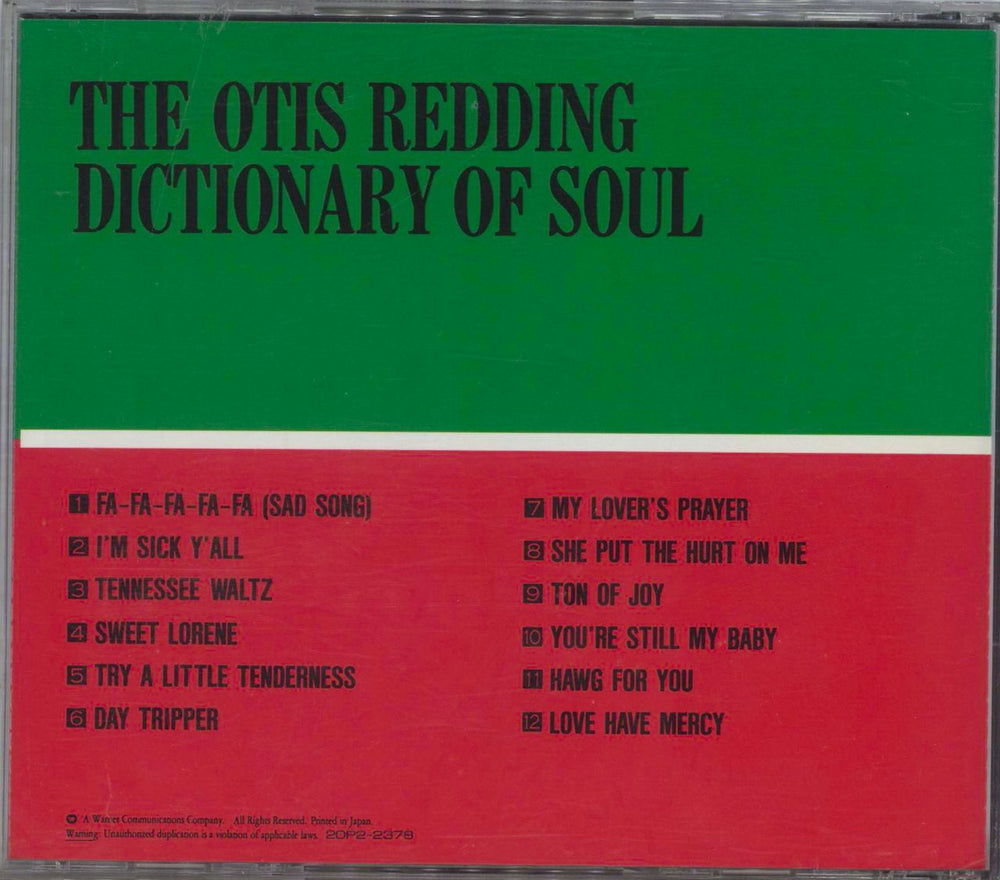 THE OTIS REDDING
DICTIONARY OF SOUL
1 FA-FA-FA-FA-FA (SAD SONG)
2 I'M SICK Y'ALL
3 TENNESSEE WALTZ
4 SWEET LORENE
5 TRY A LITTLE TENDERNESS
6 DAY TRIPPER
7 MY LOVER'S PRAYER
8 SHE PUT THE HURT ON ME
9 TON OF JOY
10 YOU'RE STILL MY BABY
11 HAWG FOR YOU
12 LOVE HAVE MERCY
/A Warner Communications Company. All Rights Reserved. Printed in Japan.
Warning: Unauthorized duplication is a violation of applicable laws. 20P2-2378